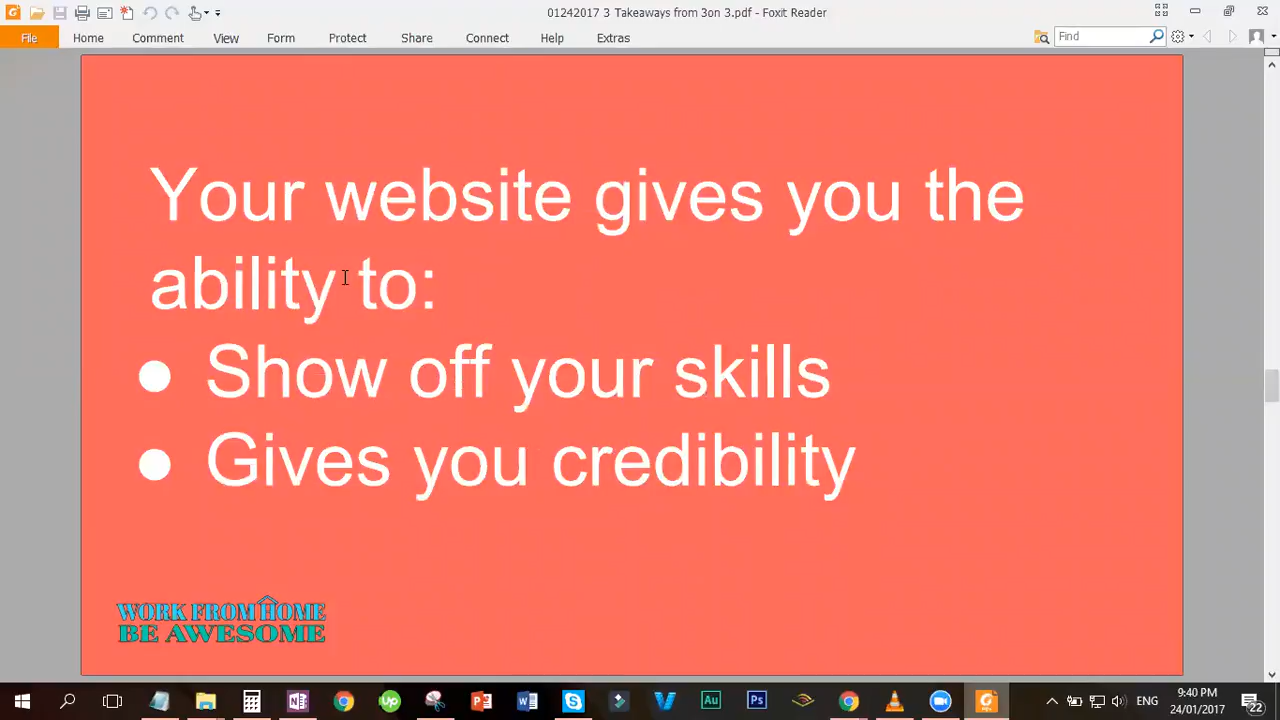 01242017 3 Takeaways from 3on 3.pdf - Foxit Reader
File Home Comment View Form Protect Share Connect Help Extras Find
Your website gives you the
ability to:
● Show off your skills
● Gives you credibility
WORK FROM HOME
BE AWESOME
ENG
9:40 PM
24/01/2017
22